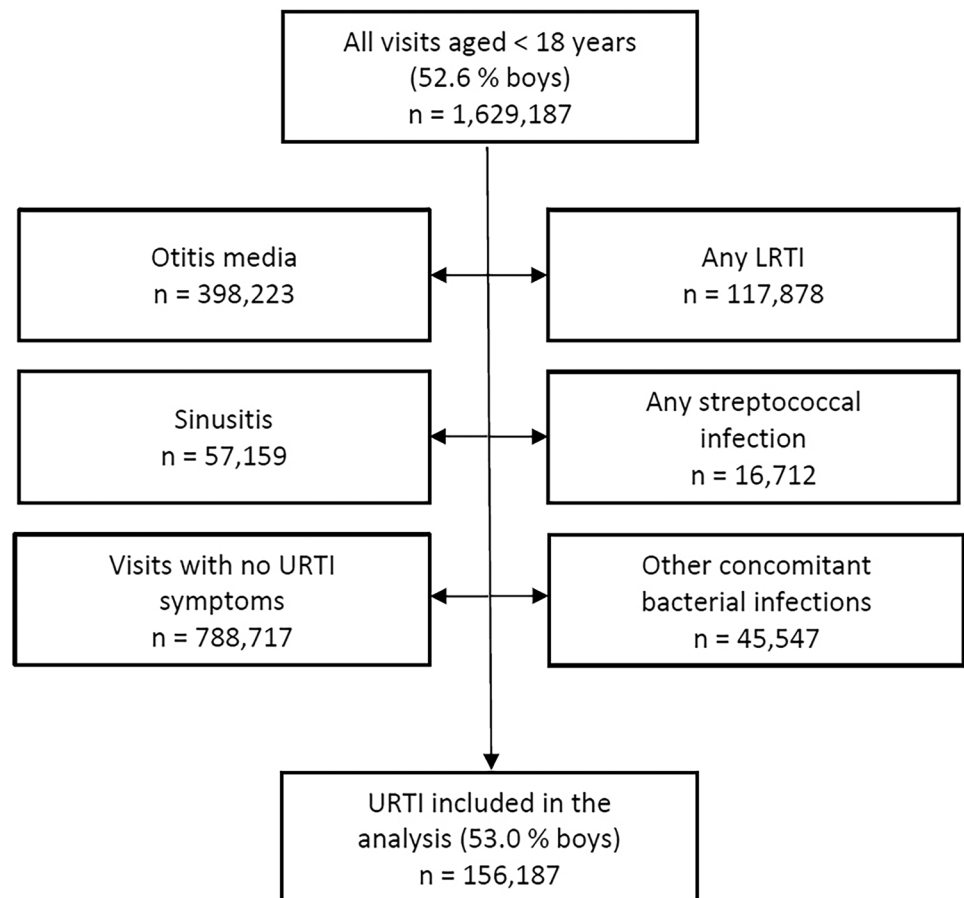 All visits aged < 18 years
(52.6 % boys)
n = 1,629,187
Otitis media
n = 398,223
Any LRTI
n = 117,878
Sinusitis
n = 57,159
Any streptococcal
infection
n = 16,712
Visits with no URTI
symptoms
n = 788,717
Other concomitant
bacterial infections
n = 45,547
URTI included in the
analysis (53.0 % boys)
n = 156,187